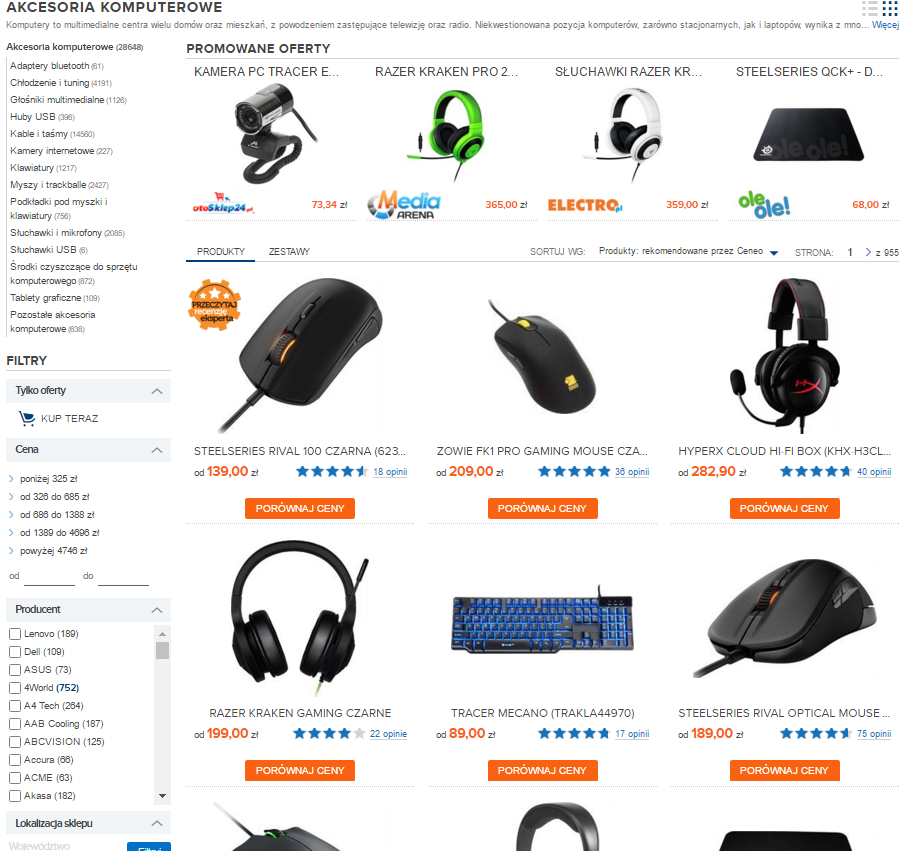 AKCESORIA KOMPUTEROWE
Komputery to multimedialne centra wielu domów oraz mieszkań, z powodzeniem zastępujące telewizję oraz radio. Niekwestionowana pozycja komputerów, zarówno stacjonarnych, jak i laptopów, wynika z mno... Więcej
Akcesoria komputerowe (28648)
Adaptery bluetooth (61)
Chłodzenie i tuning (4191)
Głośniki multimedialne (1126)
Huby USB (396)
Kable i taśmy (14560)
Kamery internetowe (227)
Klawiatury (1217)
Myszy i trackballe (2427)
Podkładki pod myszki i
klawiatury (756)
Słuchawki i mikrofony (2085)
Słuchawki USB (6)
Środki czyszczące do sprzętu
komputerowego (872)
Tablety graficzne (109)
Pozostałe akcesoria
komputerowe (638)
FILTRY
Tylko oferty
KUP TERAZ
Cena
poniżej 325 zł
od 326 do 685 zł
od 686 do 1388 zł
od 1389 do 4696 zł
powyżej 4746 zł
od do
Producent
Lenovo (189)
Dell (109)
ASUS (73)
4World (752)
A4 Tech (264)
AAB Cooling (187)
ABCVISION (125)
Accura (66)
ACME (63)
Akasa (182)
Lokalizacja sklepu
Województwo
Filtruj
PROMOWANE OFERTY
KAMERA PC TRACER E... RAZER KRAKEN PRO 2... SŁUCHAWKI RAZER KR... STEELSERIES QCK+ - D...
ole ole!
otoSklep24.pl 73,34 zł Media ARENA 365,00 zł ELECTRO.pl 359,00 zł ole ole! 68,00 zł
PRODUKTY ZESTAWY SORTUJ WG: Produkty: rekomendowane przez Ceneo STRONA: 1 z 955
PRZECZYTAJ
recenzję
eksperta
STEELSERIES RIVAL 100 CZARNA (623... ZOWIE FK1 PRO GAMING MOUSE CZA... HYPERX CLOUD HI-FI BOX (KHX-H3CL...
od 139,00 zł 18 opinii od 209,00 zł 36 opinii od 282,90 zł 40 opinii
PORÓWNAJ CENY PORÓWNAJ CENY PORÓWNAJ CENY
RAZER KRAKEN GAMING CZARNE TRACER MECANO (TRAKLA44970) STEELSERIES RIVAL OPTICAL MOUSE ...
od 199,00 zł 22 opinie od 89,00 zł 17 opinii od 189,00 zł 75 opinii
PORÓWNAJ CENY PORÓWNAJ CENY PORÓWNAJ CENY